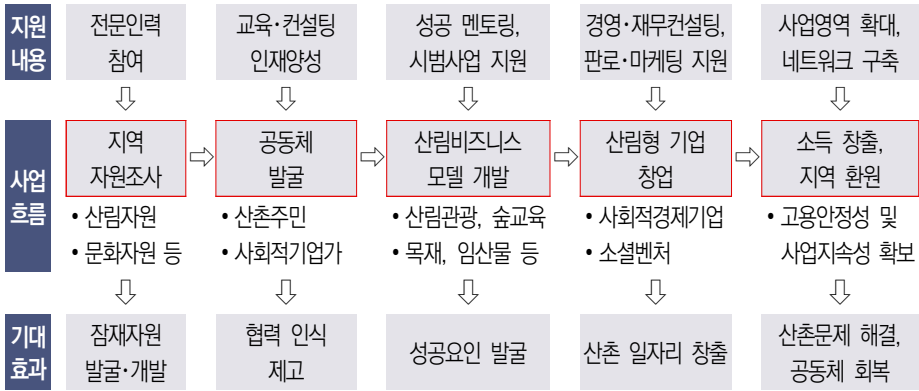 지원
내용
전문인력
참여
교육·컨설팅
인재양성
성공 멘토링,
시범사업 지원
경영·재무컨설팅,
판로·마케팅 지원
사업영역 확대,
네트워크 구축
사업
흐름
지역
자원조사
공동체
발굴
산림비즈니스
모델 개발
산림형 기업
창업
소득 창출,
지역 환원
• 산림자원
• 문화자원 등
• 산촌주민
• 사회적기업가
• 산림관광, 숲교육
• 목재, 임산물 등
• 사회적경제기업
• 소셜벤처
• 고용안정성 및
사업지속성 확보
기대
효과
잠재자원
발굴·개발
협력 인식
제고
성공요인 발굴
산촌 일자리 창출
산촌문제 해결,
공동체 회복